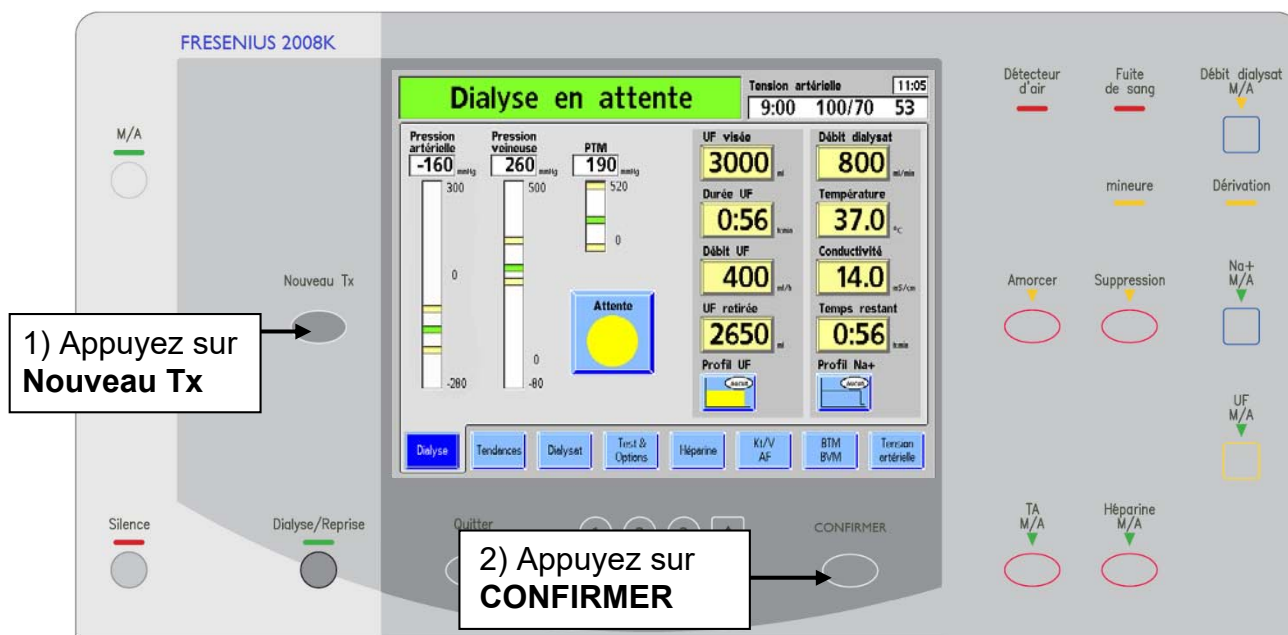 FRESENIUS 2008K
M/A
Nouveau Tx
1) Appuyez sur
Nouveau Tx
Silence
Dialyse/Reprise
Dialyse en attente
Tension artérielle
11:05
9:00 100/70 53
Pression
artérielle
-160 mmHg
300
0
-280
Pression
veineuse
260 mmHg
500
0
-80
PTM
190 mmHg
520
0
Attente
UF visée
3000 ml
Durée UF
0:56 h:min
Débit UF
400 ml/h
UF retirée
2650 ml
Profil UF
Aucun
Débit dialysat
800 ml/min
Température
37.0 °C
Conductivité
14.0 mS/cm
Temps restant
0:56 h:min
Profil Na+
Aucun
Dialyse
Tendances
Dialysat
Test &
Options
Héparine
Kt/V
AF
BTM
BVM
Tension
artérielle
Quitter
CONFIRMER
2) Appuyez sur
CONFIRMER
Détecteur
d'air
Fuite
de sang
Débit dialysat
M/A
mineure
Dérivation
Amorcer
Suppression
Na+
M/A
UF
M/A
TA
M/A
Héparine
M/A